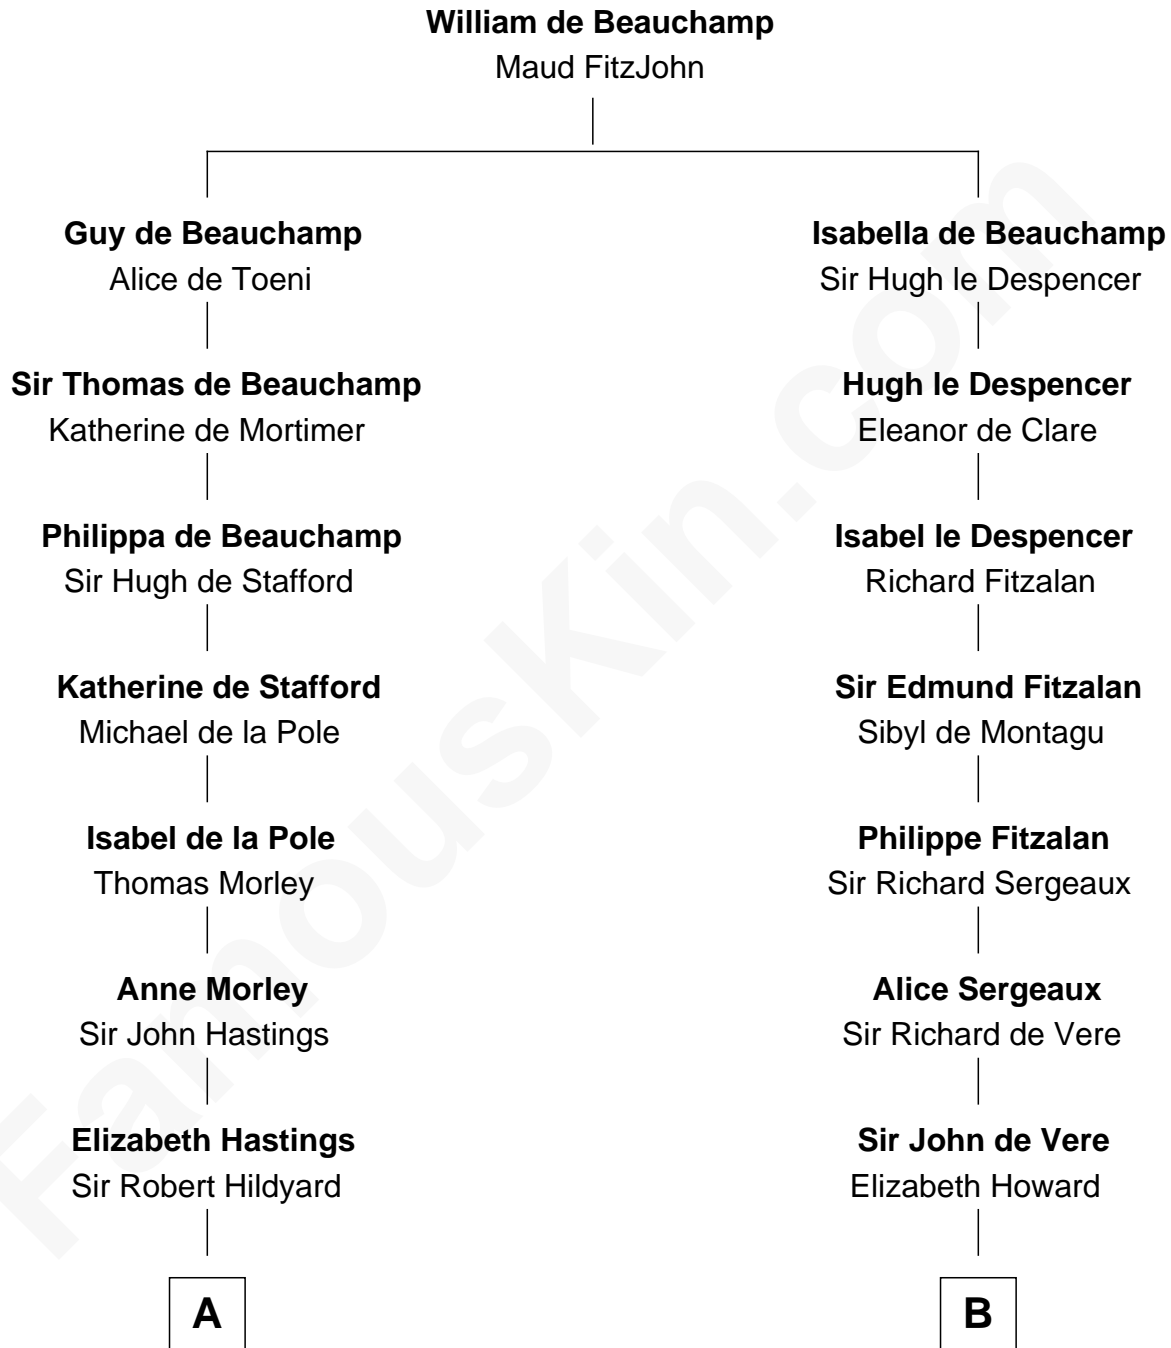 William de Beauchamp
Maud FitzJohn
Guy de Beauchamp
Alice de Toeni
Sir Thomas de Beauchamp
Katherine de Mortimer
Philippa de Beauchamp
Sir Hugh de Stafford
Katherine de Stafford
Michael de la Pole
Isabel de la Pole
Thomas Morley
Anne Morley
Sir John Hastings
Elizabeth Hastings
Sir Robert Hildyard
A
Isabella de Beauchamp
Sir Hugh le Despencer
Hugh le Despencer
Eleanor de Clare
Isabel le Despencer
Richard Fitzalan
Sir Edmund Fitzalan
Sibyl de Montagu
Philippe Fitzalan
Sir Richard Sergeaux
Alice Sergeaux
Sir Richard de Vere
Sir John de Vere
Elizabeth Howard
B
FamousKin.com